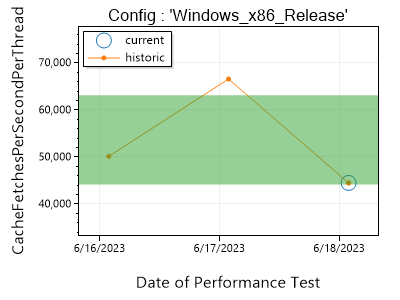 Config : 'Windows_x86_Release'
current
historic
CacheFetchesPerSecondPerThread
70,000
60,000
50,000
40,000
6/16/2023
6/17/2023
6/18/2023
Date of Performance Test